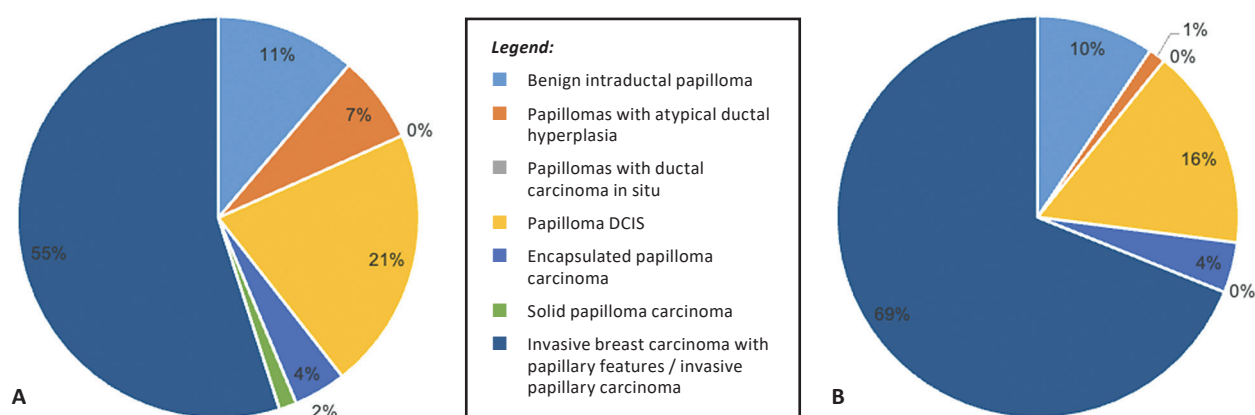 11%
7%
0%
21%
4%
2%
55%
A
Legend:
Benign intraductal papilloma
Papillomas with atypical ductal
hyperplasia
Papillomas with ductal
carcinoma in situ
Papilloma DCIS
Encapsulated papilloma
carcinoma
Solid papilloma carcinoma
Invasive breast carcinoma with
papillary features / invasive
papillary carcinoma
10%
1%
0%
16%
4%
0%
69%
B